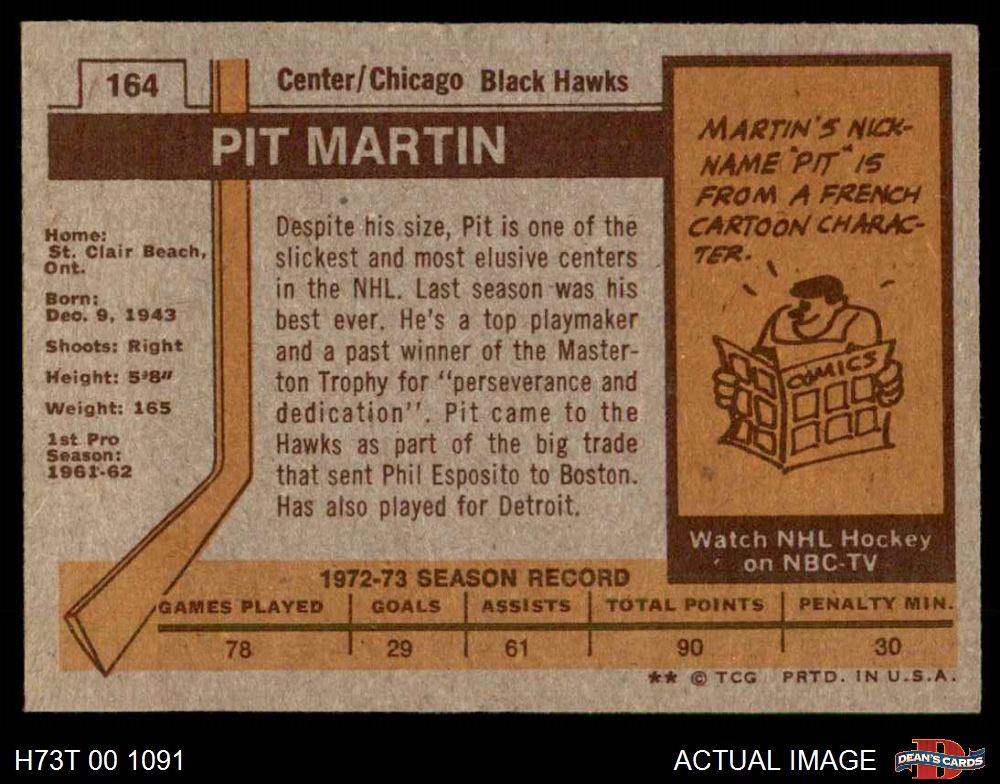 164
Center/Chicago Black Hawks
PIT MARTIN
Home:
St. Clair Beach,
Ont.
Born:
Dec. 9, 1943
Shoots: Right
Height: 5'8"
Weight: 165
1st Pro
Season:
1961-62
Despite his size, Pit is one of the
slickest and most elusive centers
in the NHL. Last season was his
best ever. He's a top playmaker
and a past winner of the Master-
ton Trophy for "perseverance and
dedication". Pit came to the
Hawks as part of the big trade
that sent Phil Esposito to Boston.
Has also played for Detroit.
MARTIN'S NICK-
NAME "PIT" IS
FROM A FRENCH
CARTOON CHARAC-
TER.
COMICS
Watch NHL Hockey
on NBC-TV
1972-73 SEASON RECORD
GAMES PLAYED GOALS ASSISTS TOTAL POINTS PENALTY MIN.
78 29 61 90 30
** © TCG PRTD. IN U.S.A.
H73T 00 1091
ACTUAL IMAGE
DEAN'S CARDS